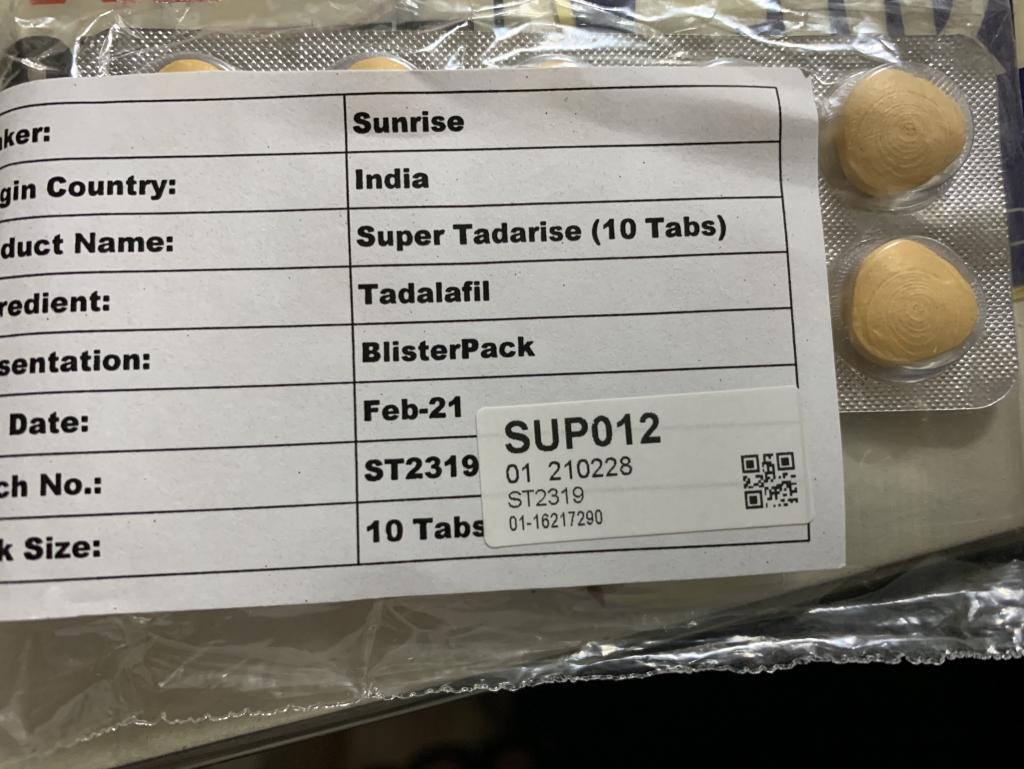 ker: Sunrise
gin Country: India
duct Name: Super Tadarise (10 Tabs)
redient: Tadalafil
sentation: BlisterPack
Date: Feb-21
ch No.: ST2319
k Size: 10 Tabs
SUP012
01 210228
ST2319
01-16217290